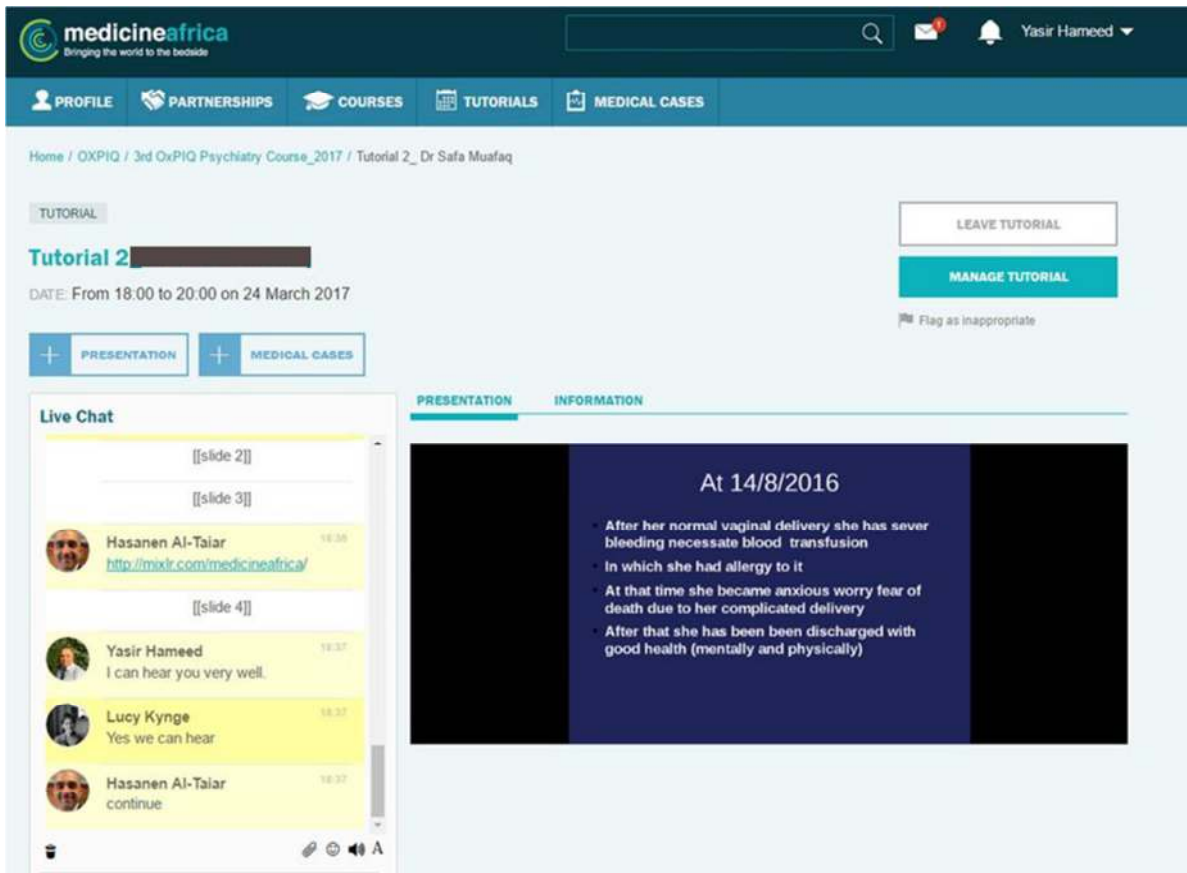 medicineafrica
Bringing the world to the bedside
1
Yasir Hameed
PROFILE
PARTNERSHIPS
COURSES
TUTORIALS
MEDICAL CASES
Home / OXPIQ / 3rd OxPIQ Psychiatry Course_2017 / Tutorial 2_ Dr Safa Muafaq
TUTORIAL
LEAVE TUTORIAL
Tutorial 2_
MANAGE TUTORIAL
DATE: From 18:00 to 20:00 on 24 March 2017
Flag as inappropriate
+ PRESENTATION
+ MEDICAL CASES
Live Chat
[[slide 2]]
[[slide 3]]
Hasanen Al-Taiar 18:36
http://mixlr.com/medicineafrica/
[[slide 4]]
Yasir Hameed 18:37
I can hear you very well.
Lucy Kynge 18:37
Yes we can hear
Hasanen Al-Taiar 18:37
continue
A
PRESENTATION
INFORMATION
At 14/8/2016
After her normal vaginal delivery she has sever
bleeding necessate blood transfusion
In which she had allergy to it
At that time she became anxious worry fear of
death due to her complicated delivery
After that she has been been discharged with
good health (mentally and physically)